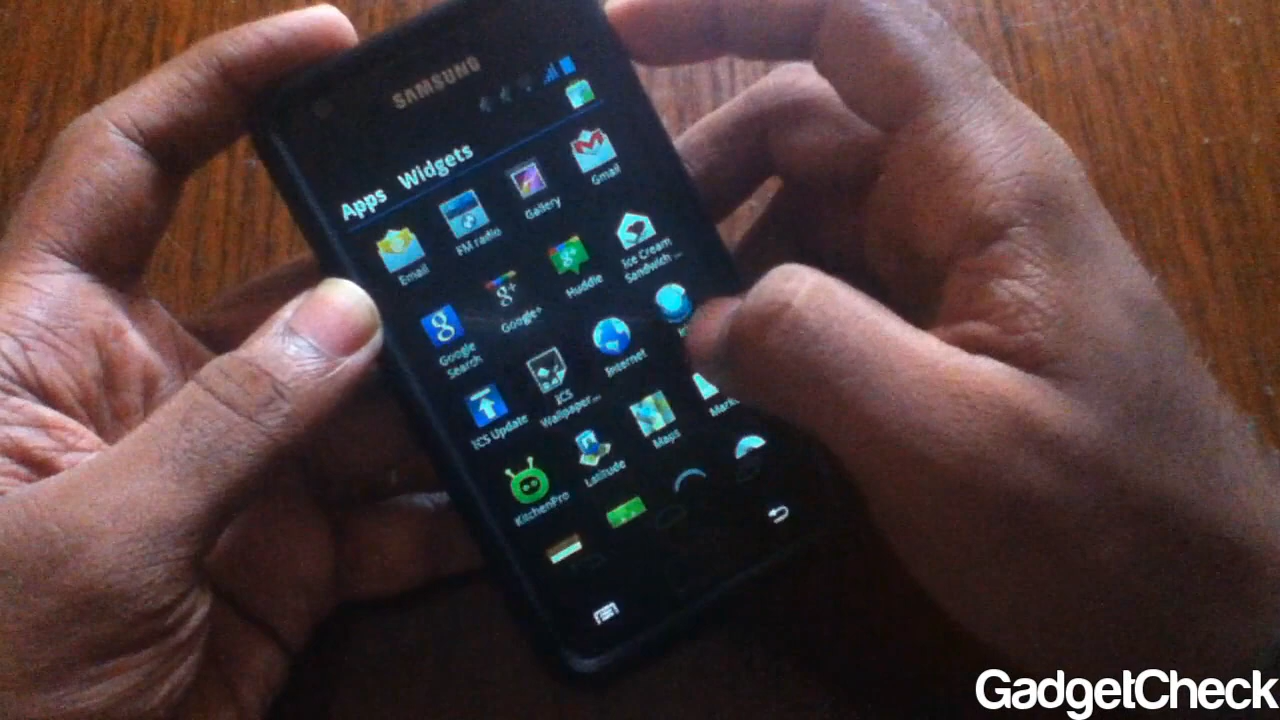 SAMSUNG
Apps Widgets
Email
FM radio
Gallery
Gmail
Google
Search
Google+
Huddle
Ice Cream
Sandwich ...
ICS Update
ICS
Wallpaper...
Internet
KitchenPro
Latitude
Maps
GadgetCheck